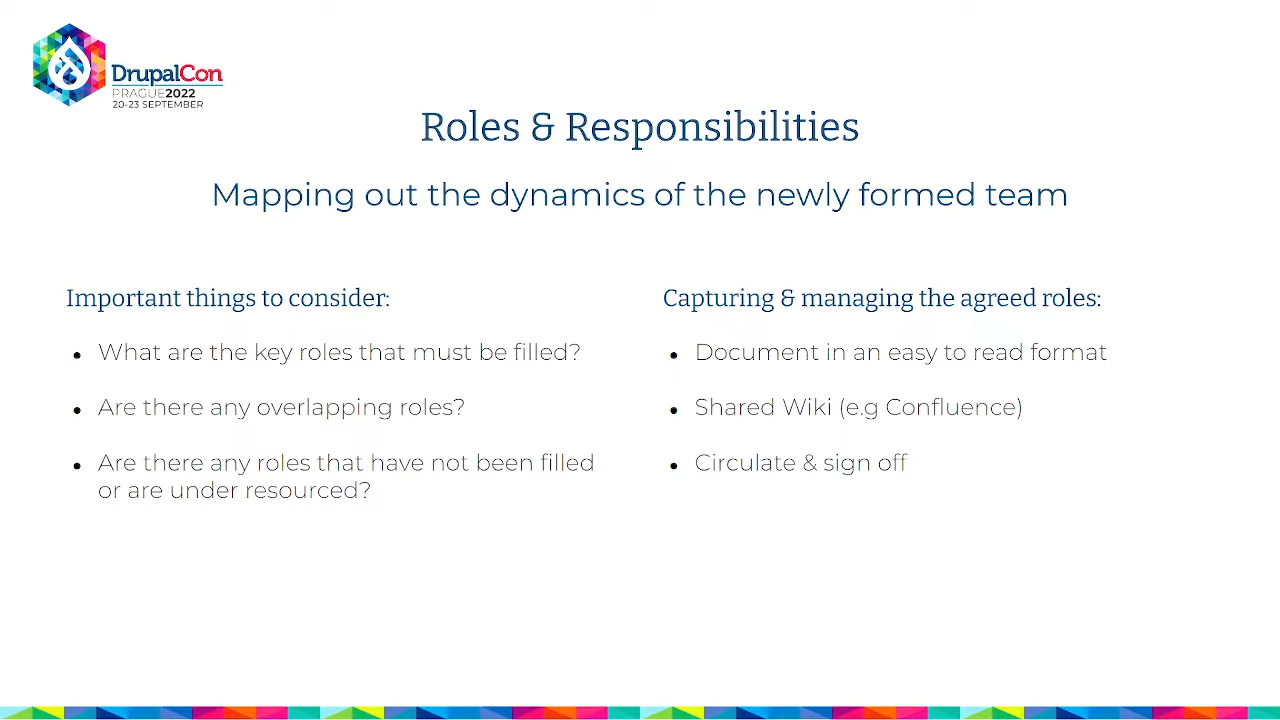 DrupalCon
PRAGUE2022
20-23 SEPTEMBER
Roles & Responsibilities
Mapping out the dynamics of the newly formed team
Important things to consider:
• What are the key roles that must be filled?
• Are there any overlapping roles?
• Are there any roles that have not been filled
or are under resourced?
Capturing & managing the agreed roles:
• Document in an easy to read format
• Shared Wiki (e.g Confluence)
• Circulate & sign off